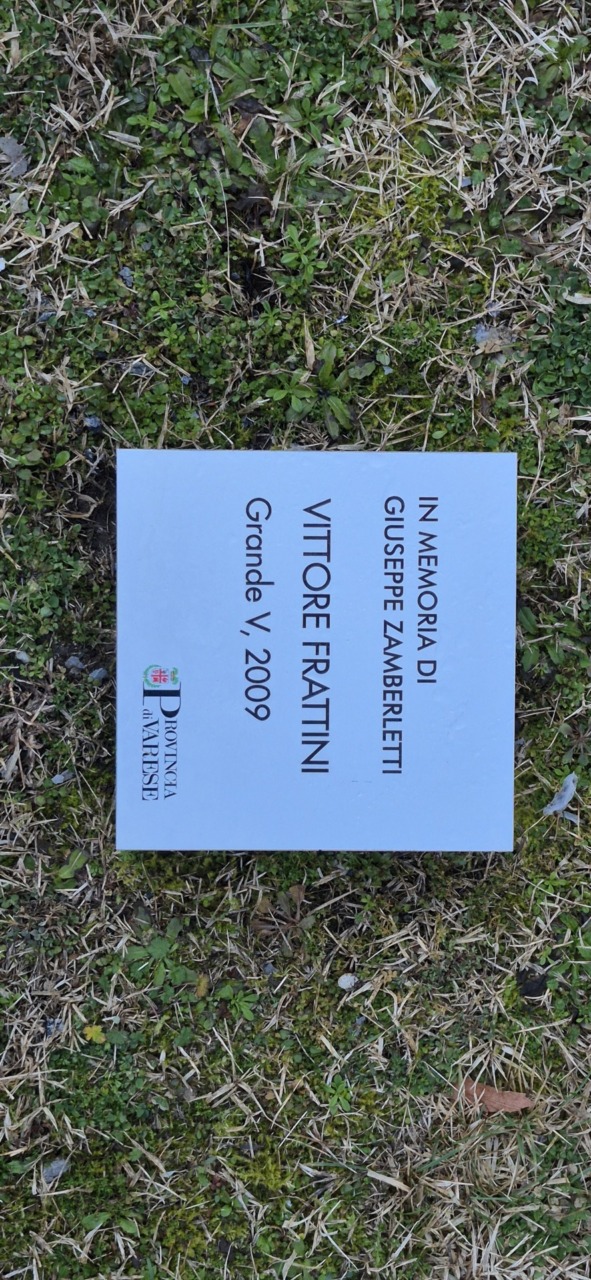 IN MEMORIA DI
GIUSEPPE ZAMBERLETTI
VITTORE FRATTINI
Grande V, 2009
PROVINCIA
di VARESE